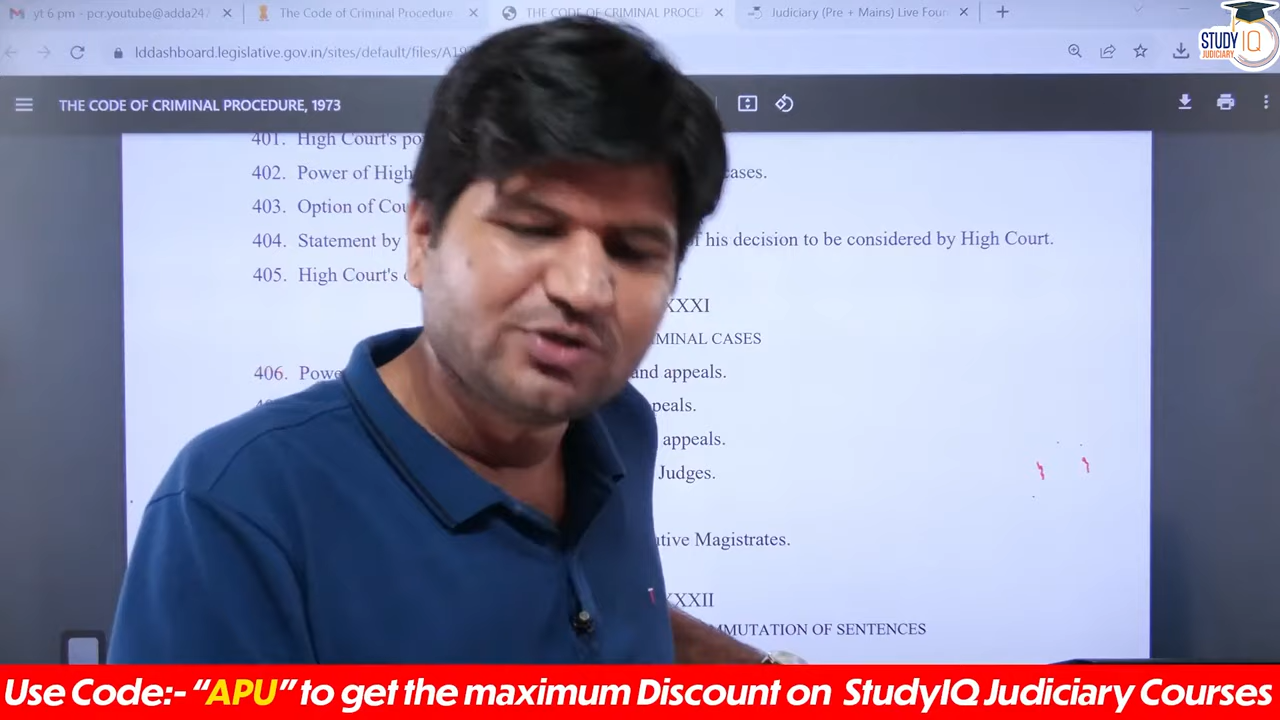 yt 6 pm - pcr.youtube@adda247
The Code of Criminal Procedure
THE CODE OF CRIMINAL PROCE
Judiciary (Pre + Mains) Live Foun
STUDY IQ
JUDICIARY
lddashboard.legislative.gov.in/sites/default/files/A19
THE CODE OF CRIMINAL PROCEDURE, 1973
401. High Court's po
402. Power of High cases.
403. Option of Cou
404. Statement by of his decision to be considered by High Court.
405. High Court's
XXXI
MINAL CASES
406. Powe and appeals.
peals.
appeals.
Judges.
utive Magistrates.
XXXII
MMUTATION OF SENTENCES
Use Code:- “APU” to get the maximum Discount on StudyIQ Judiciary Courses